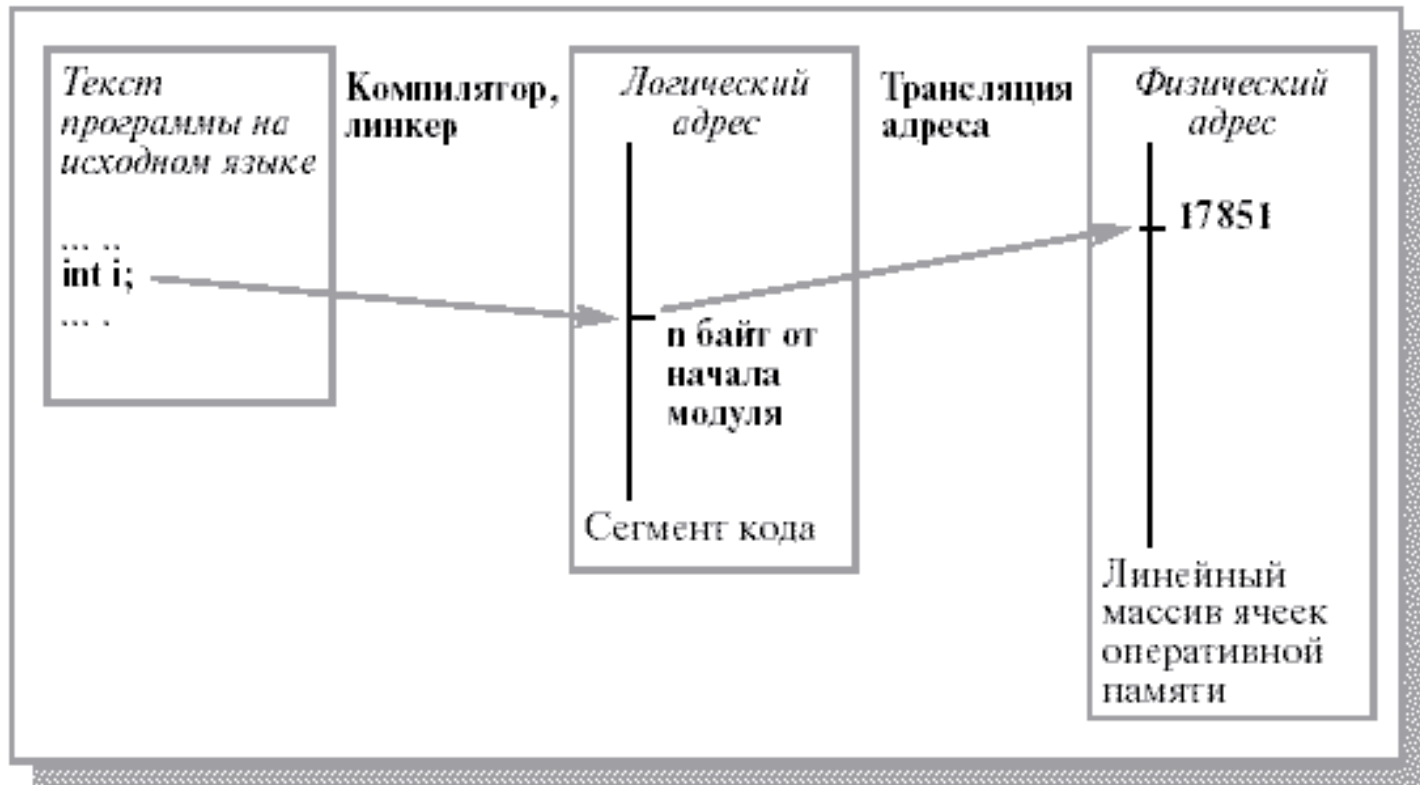 Текст
программы на
исходном языке
... ..
int i;
... .
Компилятор,
линкер
Логический
адрес
n байт от
начала
модуля
Сегмент кода
Трансляция
адреса
Физический
адрес
17851
Линейный
массив ячеек
оперативной
памяти